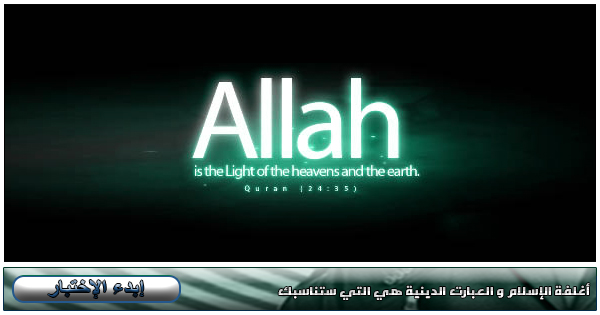 Allah
is the Light of the heavens and the earth.
Quran (24:35)
أغلفة الإسلام و العبارت الدينية هي التي ستناسبك
إبدء الإختبار